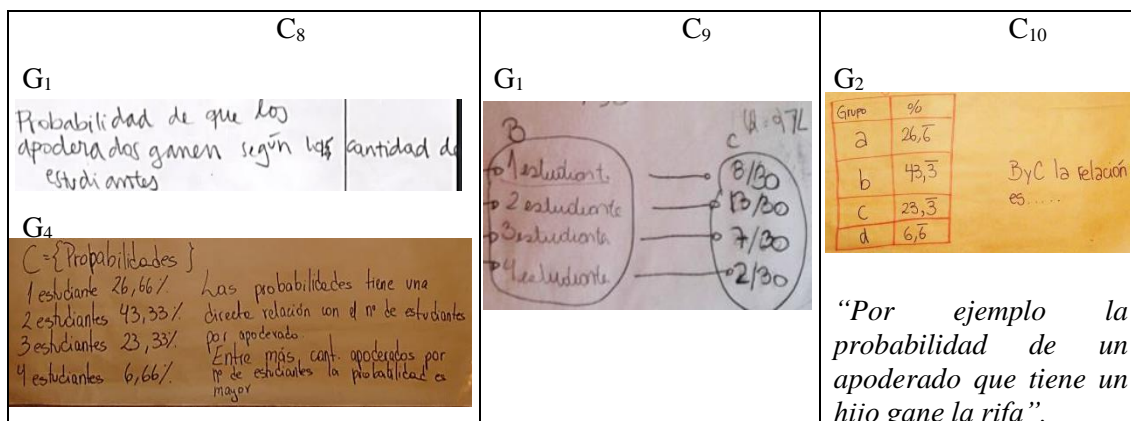 C8
C9
C10
G1
Probabilidad de que los
apoderados ganen según las cantidad de
estudiantes
G4
C={Propabilidades}
1 estudiante 26,66%.
2 estudiantes 43,33%.
3 estudiantes 23,33%.
4 estudiantes 6,66%.
Las probabilidades tiene una
directa relación con el nº de estudiantes
por apoderado.
Entre más cant. apoderados por
nº de estudiantes la probabilidad es
mayor
G1
B
C
1 estudiant.
8/30
2 estudiante
13/30
3 estudiante
7/30
4 estudiante
2/30
G2
Grupo %
a 26,6̅
b 43,3̅
c 23,3̅
d 6,6̅
ByC la relación
es.....
“Por ejemplo la
probabilidad de un
apoderado que tiene un
hijo gane la rifa”.